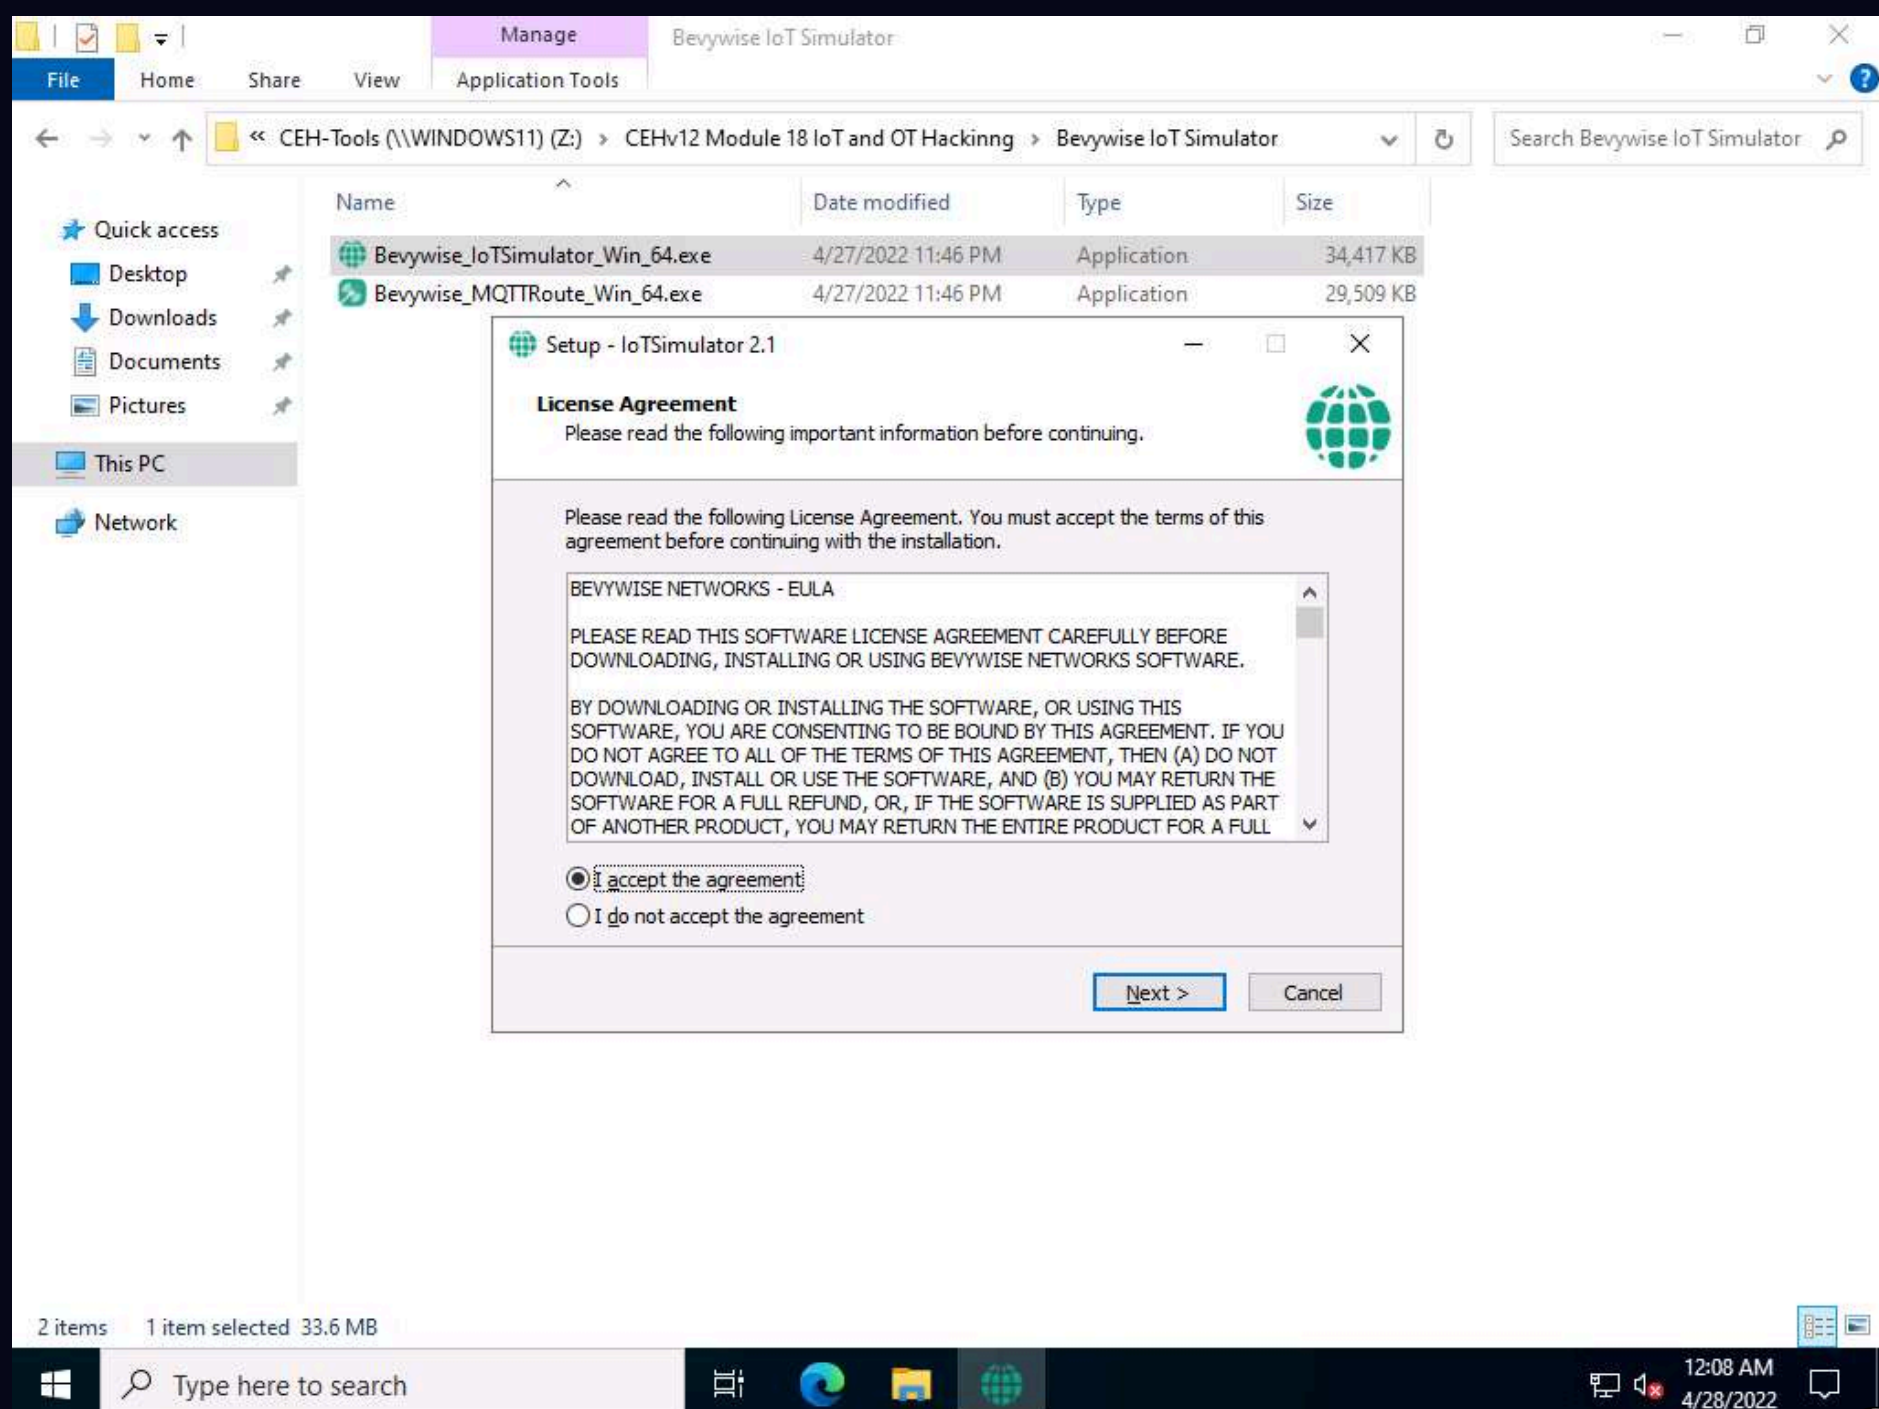 Manage
Bevywise IoT Simulator
File Home Share View Application Tools
« CEH-Tools (\\WINDOWS11) (Z:) > CEHv12 Module 18 IoT and OT Hackinng > Bevywise IoT Simulator
Search Bevywise IoT Simulator
Name Date modified Type Size
Bevywise_IoTSimulator_Win_64.exe 4/27/2022 11:46 PM Application 34,417 KB
Bevywise_MQTTRoute_Win_64.exe 4/27/2022 11:46 PM Application 29,509 KB
Quick access
Desktop
Downloads
Documents
Pictures
This PC
Network
Setup - IoTSimulator 2.1
License Agreement
Please read the following important information before continuing.
Please read the following License Agreement. You must accept the terms of this
agreement before continuing with the installation.
BEVYWISE NETWORKS - EULA
PLEASE READ THIS SOFTWARE LICENSE AGREEMENT CAREFULLY BEFORE
DOWNLOADING, INSTALLING OR USING BEVYWISE NETWORKS SOFTWARE.
BY DOWNLOADING OR INSTALLING THE SOFTWARE, OR USING THIS
SOFTWARE, YOU ARE CONSENTING TO BE BOUND BY THIS AGREEMENT. IF YOU
DO NOT AGREE TO ALL OF THE TERMS OF THIS AGREEMENT, THEN (A) DO NOT
DOWNLOAD, INSTALL OR USE THE SOFTWARE, AND (B) YOU MAY RETURN THE
SOFTWARE FOR A FULL REFUND, OR, IF THE SOFTWARE IS SUPPLIED AS PART
OF ANOTHER PRODUCT, YOU MAY RETURN THE ENTIRE PRODUCT FOR A FULL
I accept the agreement
I do not accept the agreement
Next >
Cancel
2 items 1 item selected 33.6 MB
Type here to search
12:08 AM
4/28/2022